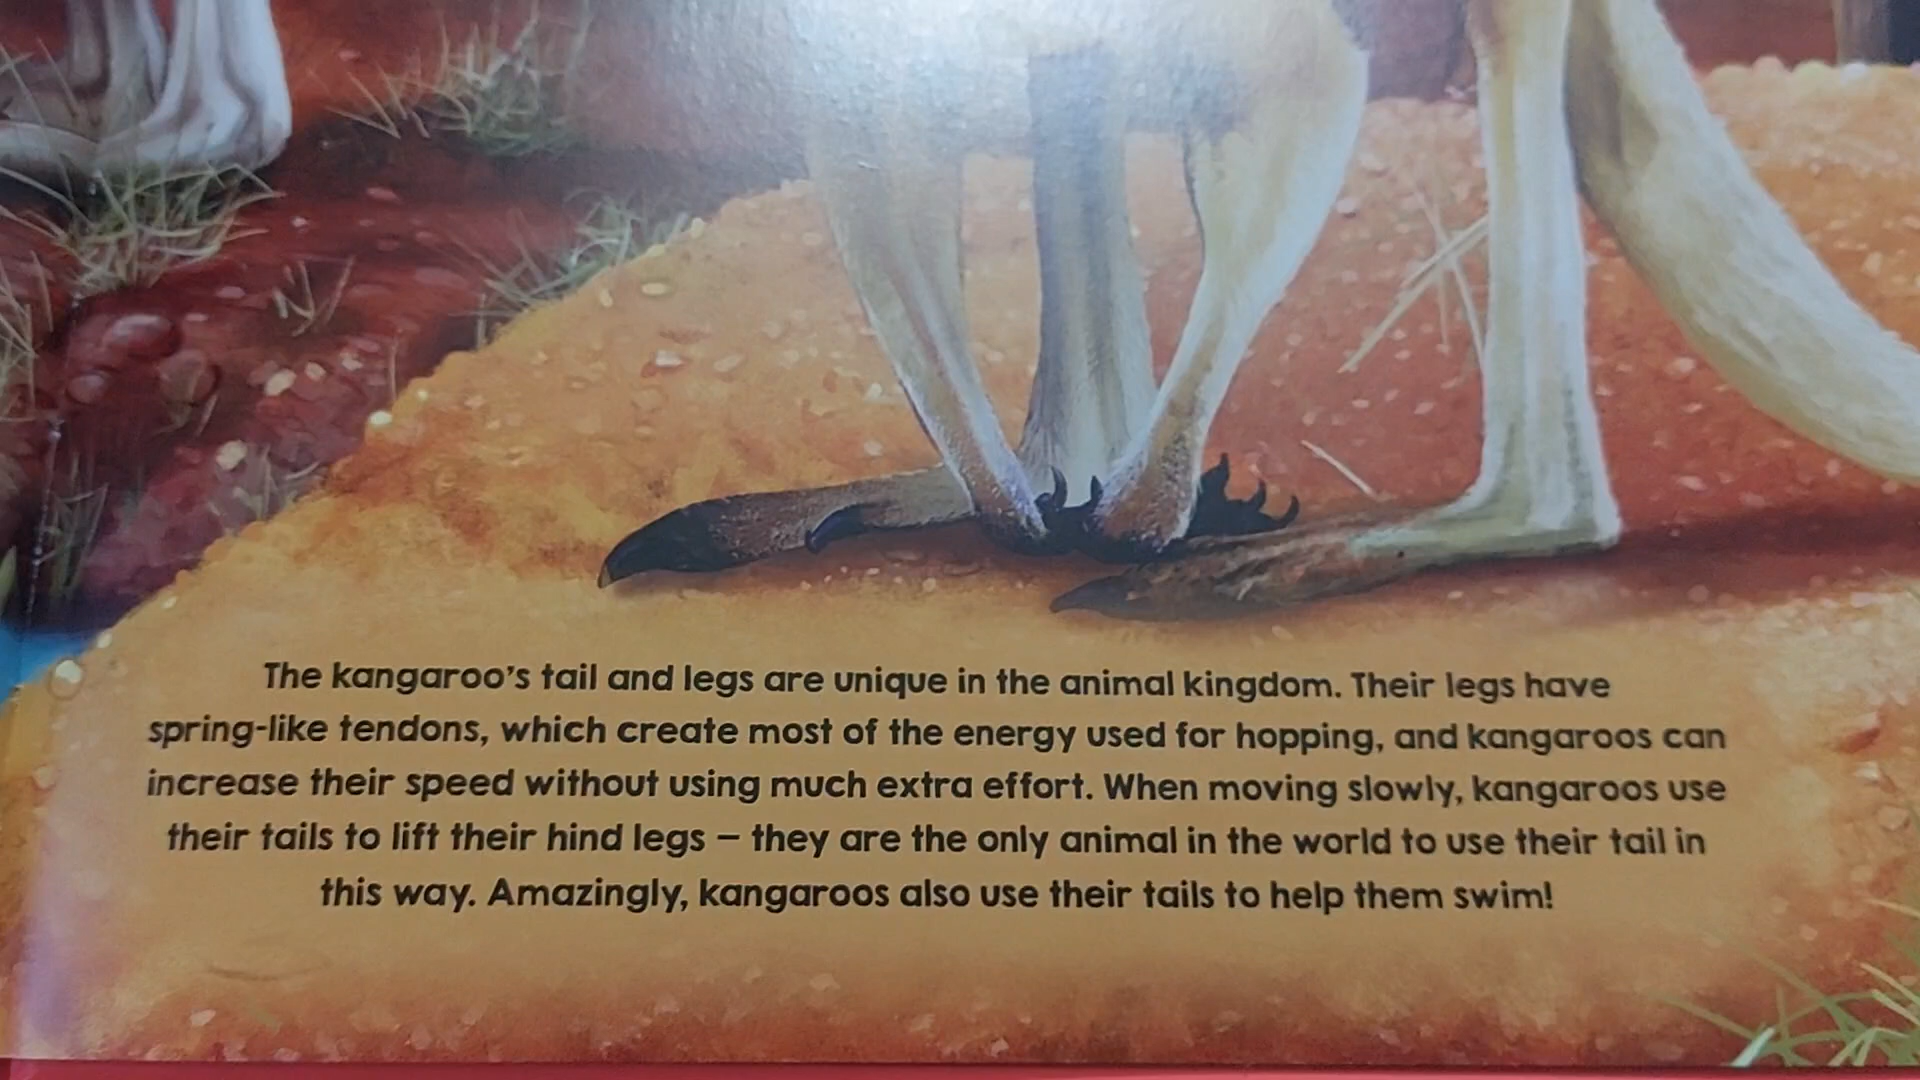 The kangaroo's tail and legs are unique in the animal kingdom. Their legs have
spring-like tendons, which create most of the energy used for hopping, and kangaroos can
increase their speed without using much extra effort. When moving slowly, kangaroos use
their tails to lift their hind legs – they are the only animal in the world to use their tail in
this way. Amazingly, kangaroos also use their tails to help them swim!